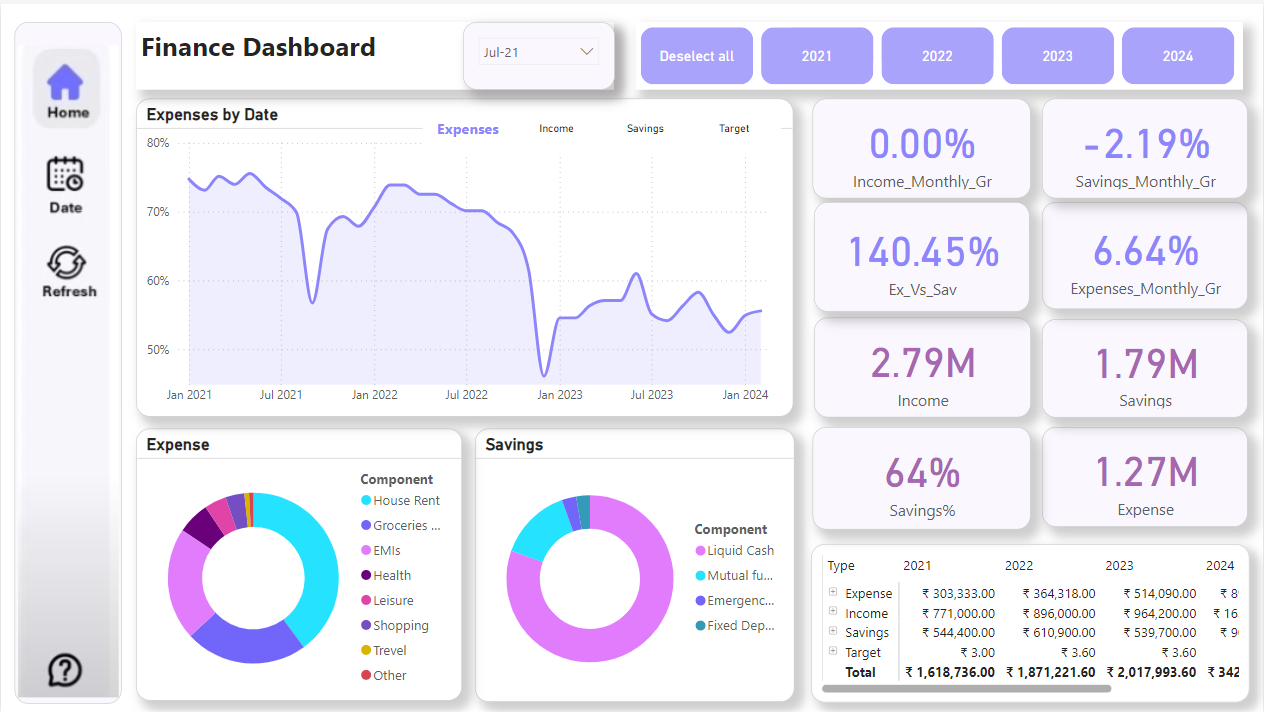 Finance Dashboard
Jul-21
Deselect all
2021
2022
2023
2024
Home
Date
Refresh
Expenses by Date
Expenses
Income
Savings
Target
80%
70%
60%
50%
Jan 2021
Jul 2021
Jan 2022
Jul 2022
Jan 2023
Jul 2023
Jan 2024
0.00%
Income_Monthly_Gr
-2.19%
Savings_Monthly_Gr
140.45%
Ex_Vs_Sav
6.64%
Expenses_Monthly_Gr
2.79M
Income
1.79M
Savings
64%
Savings%
1.27M
Expense
Expense
Component
House Rent
Groceries ...
EMIs
Health
Leisure
Shopping
Trevel
Other
Savings
Component
Liquid Cash
Mutual fu...
Emergenc...
Fixed Dep...
Type 2021 2022 2023 2024
Expense ₹ 303,333.00 ₹ 364,318.00 ₹ 514,090.00 ₹
Income ₹ 771,000.00 ₹ 896,000.00 ₹ 964,200.00 ₹ 16
Savings ₹ 544,400.00 ₹ 610,900.00 ₹ 539,700.00 ₹
Target ₹ 3.00 ₹ 3.60 ₹ 3.60
Total ₹ 1,618,736.00 ₹ 1,871,221.60 ₹ 2,017,993.60 ₹ 342